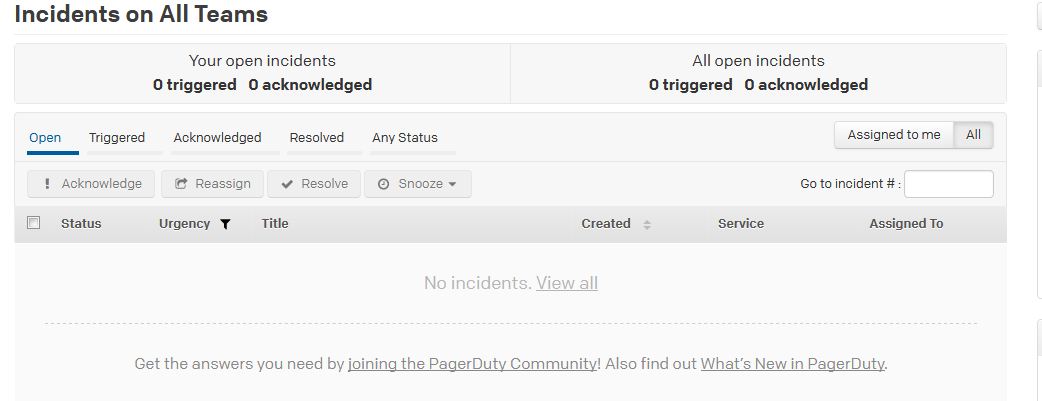 Incidents on All Teams
Your open incidents
0 triggered 0 acknowledged
All open incidents
0 triggered 0 acknowledged
Open Triggered Acknowledged Resolved Any Status
Assigned to me All
! Acknowledge Reassign Resolve Snooze
Go to incident # :
Status Urgency Title Created Service Assigned To
No incidents. View all
Get the answers you need by joining the PagerDuty Community! Also find out What's New in PagerDuty.